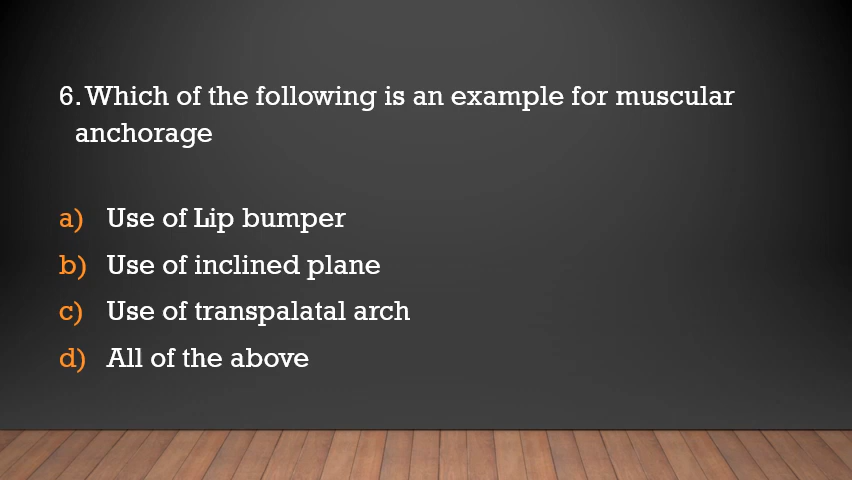 6. Which of the following is an example for muscular
anchorage
a) Use of Lip bumper
b) Use of inclined plane
c) Use of transpalatal arch
d) All of the above